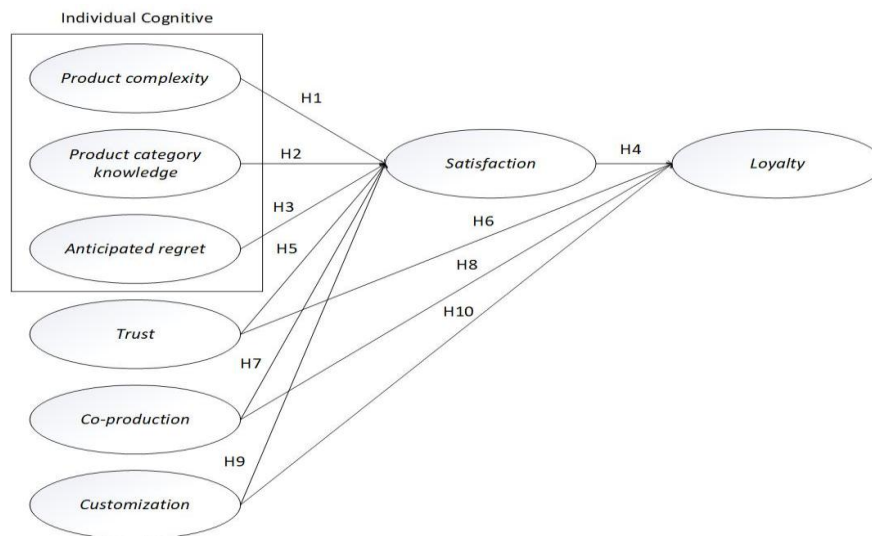 Individual Cognitive
Product complexity
H1
Product category
knowledge
H2
Satisfaction
H4
Loyalty
H3
Anticipated regret
H5
H6
H8
H10
Trust
H7
Co-production
H9
Customization